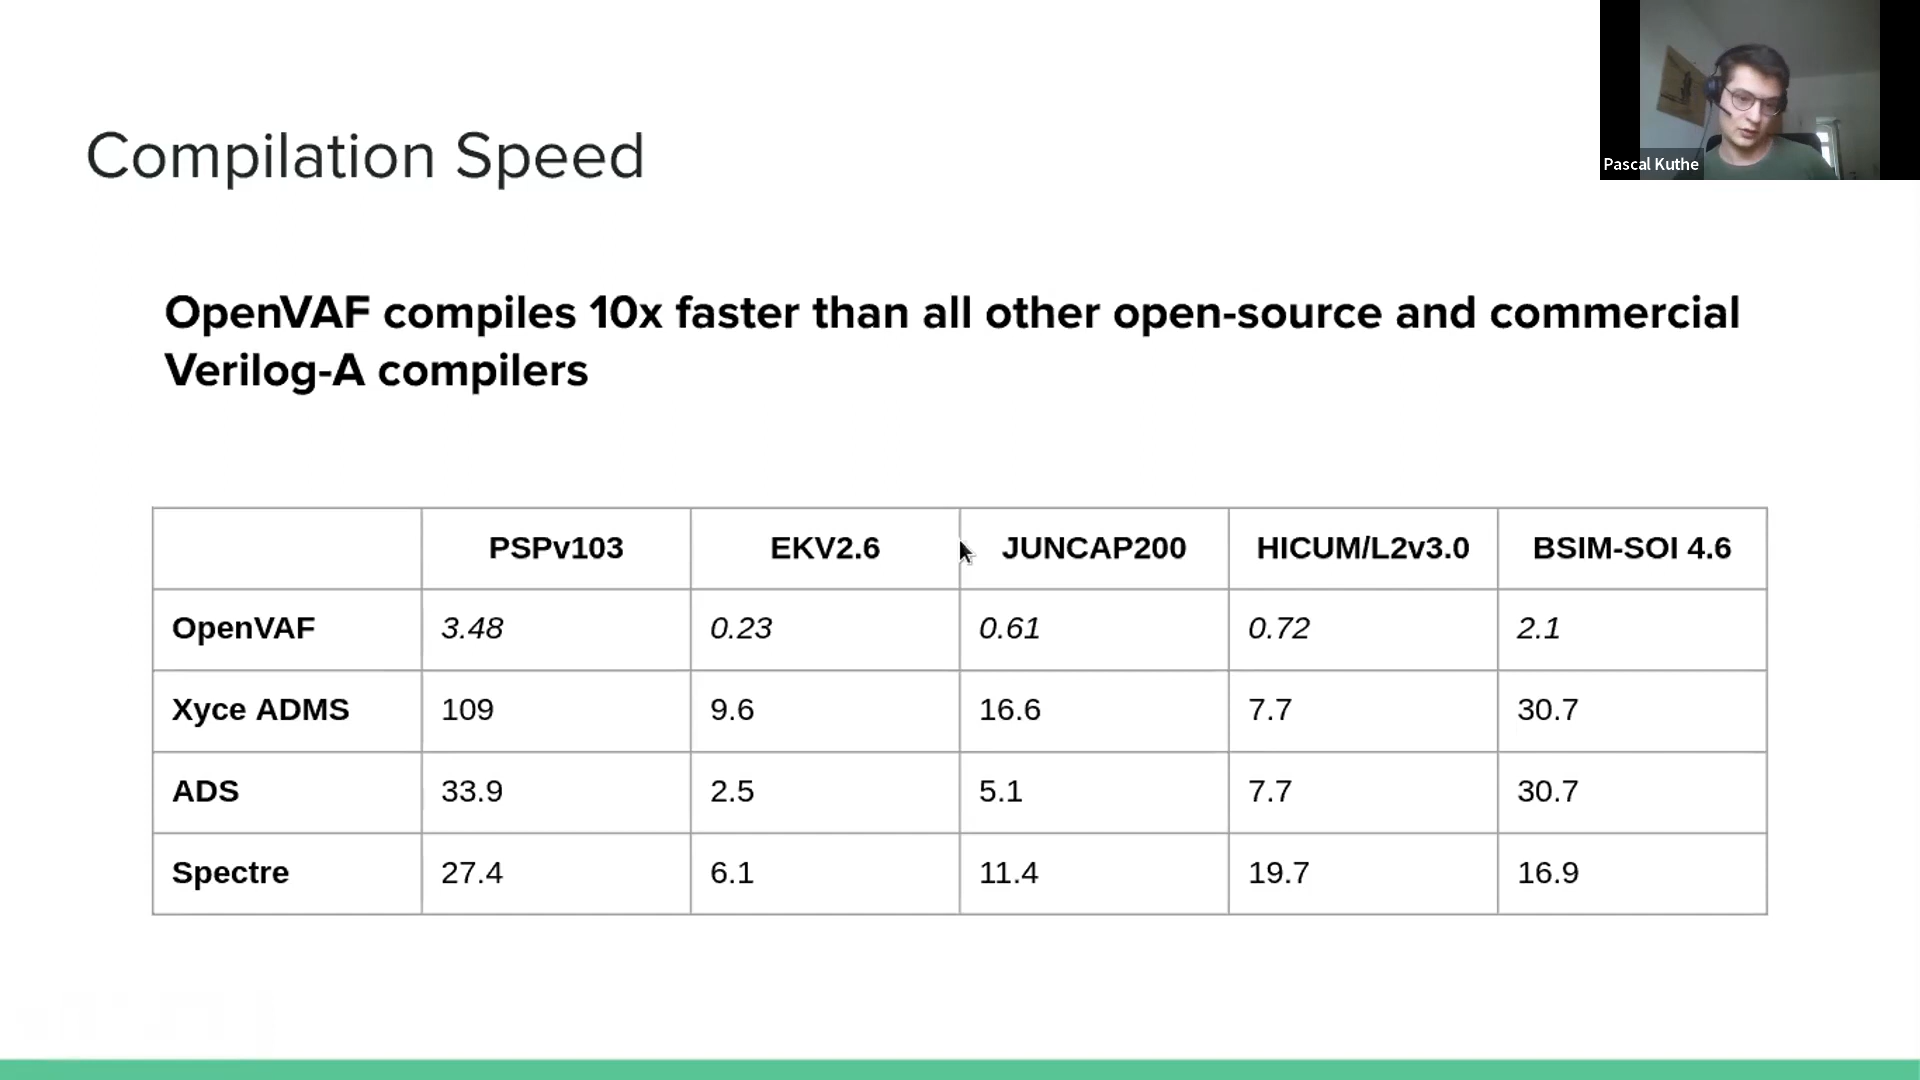 Compilation Speed
Pascal Kuthe
OpenVAF compiles 10x faster than all other open-source and commercial
Verilog-A compilers
PSPv103 EKV2.6 JUNCAP200 HICUM/L2v3.0 BSIM-SOI 4.6
OpenVAF 3.48 0.23 0.61 0.72 2.1
Xyce ADMS 109 9.6 16.6 7.7 30.7
ADS 33.9 2.5 5.1 7.7 30.7
Spectre 27.4 6.1 11.4 19.7 16.9